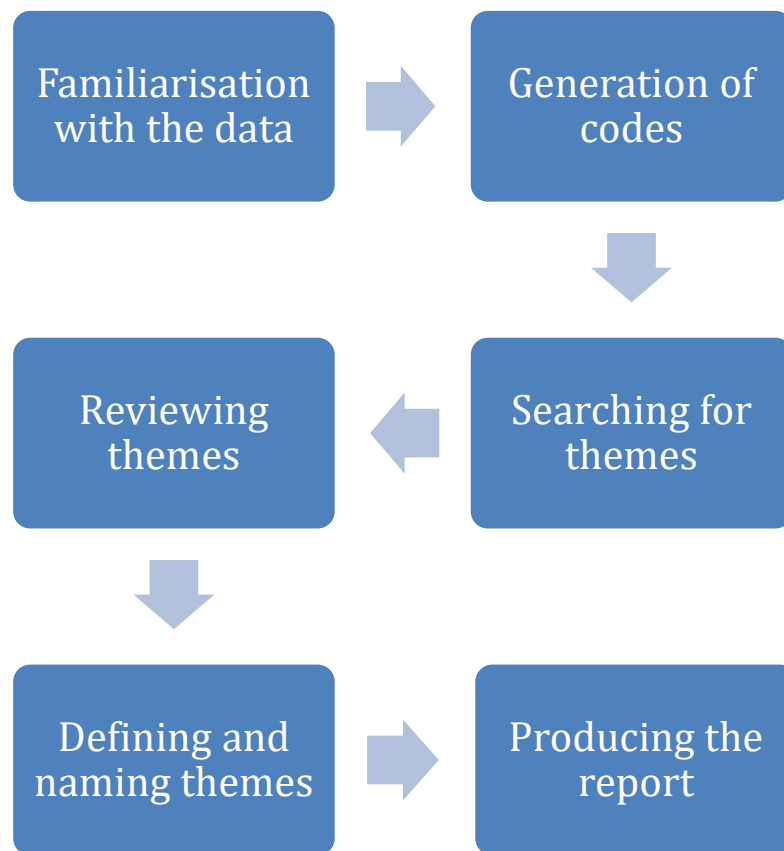 Familiarisation
with the data
Generation of
codes
Searching for
themes
Reviewing
themes
Defining and
naming themes
Producing the
report